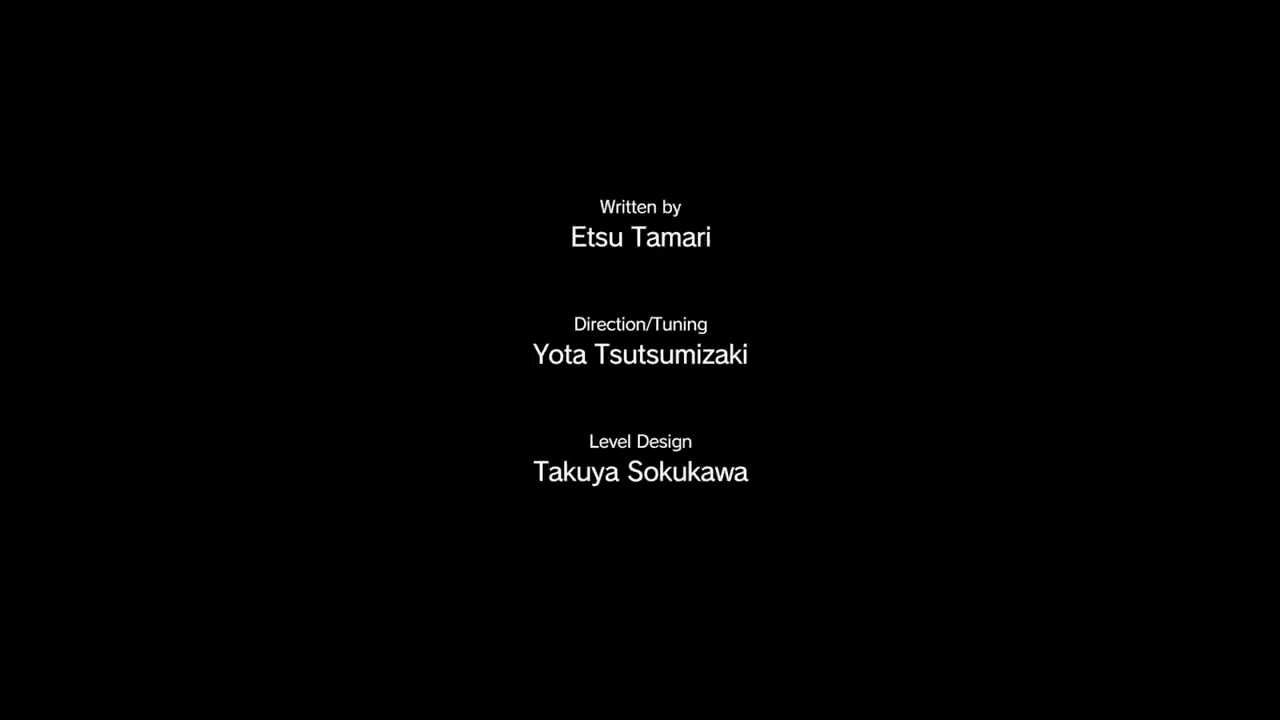 Written by
Etsu Tamari
Direction/Tuning
Yota Tsutsumizaki
Level Design
Takuya Sokukawa